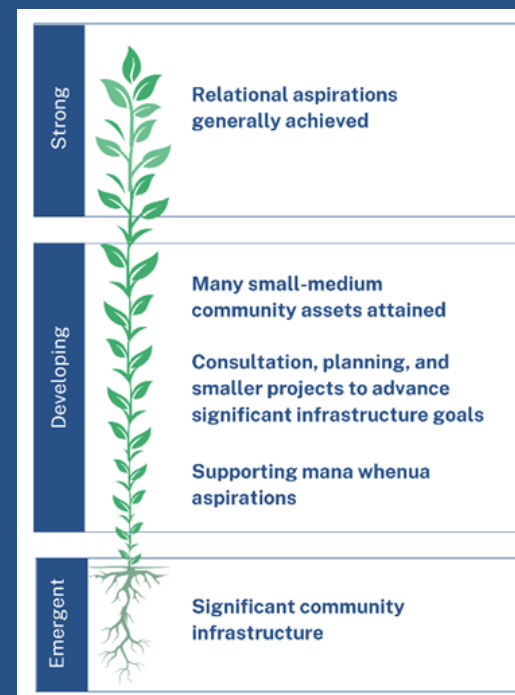 Strong
Relational aspirations
generally achieved
Developing
Many small-medium
community assets attained
Consultation, planning, and
smaller projects to advance
significant infrastructure goals
Supporting mana whenua
aspirations
Emergent
Significant community
infrastructure